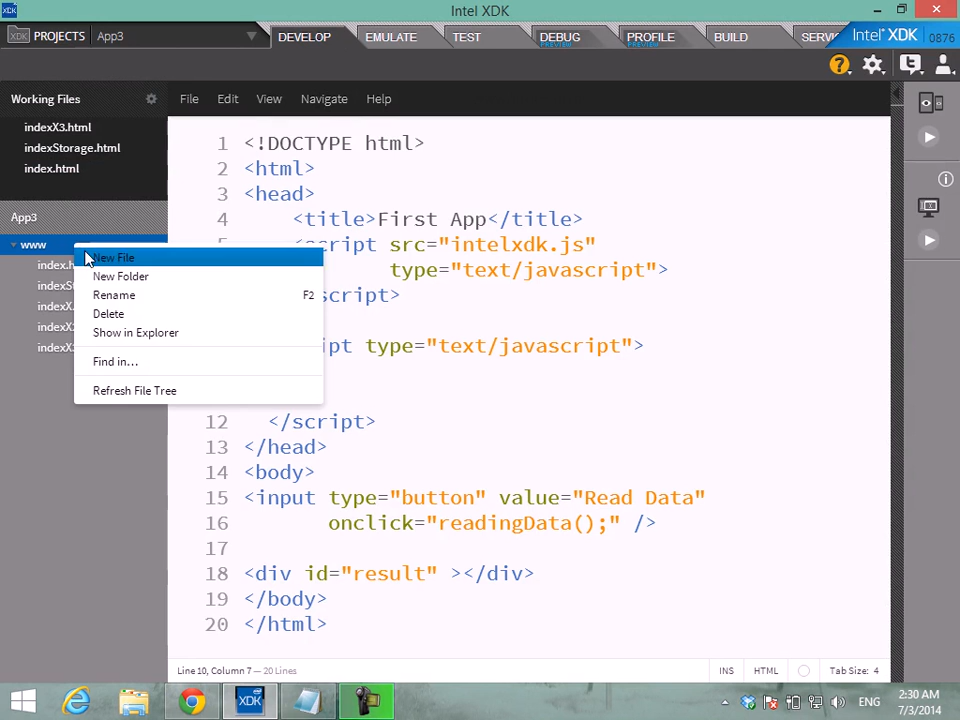 Intel XDK
PROJECTS App3 DEVELOP EMULATE TEST DEBUG PREVIEW PROFILE PREVIEW BUILD Intel XDK 0876
Working Files
File Edit View Navigate Help
indexX3.html
indexStorage.html
index.html
App3
www
New File
New Folder
Rename F2
Delete
Show in Explorer
Find in...
Refresh File Tree
1 <!DOCTYPE html>
2 <html>
3 <head>
4 <title>First App</title>
script src="intelxdk.js"
type="text/javascript">
script>
ipt type="text/javascript">
12 </script>
13 </head>
14 <body>
15 <input type="button" value="Read Data"
16 onclick="readingData();" />
17
18 <div id="result" ></div>
19 </body>
20 </html>
Line 10, Column 7 — 20 Lines
INS HTML Tab Size: 4
XDK
ENG
2:30 AM
7/3/2014